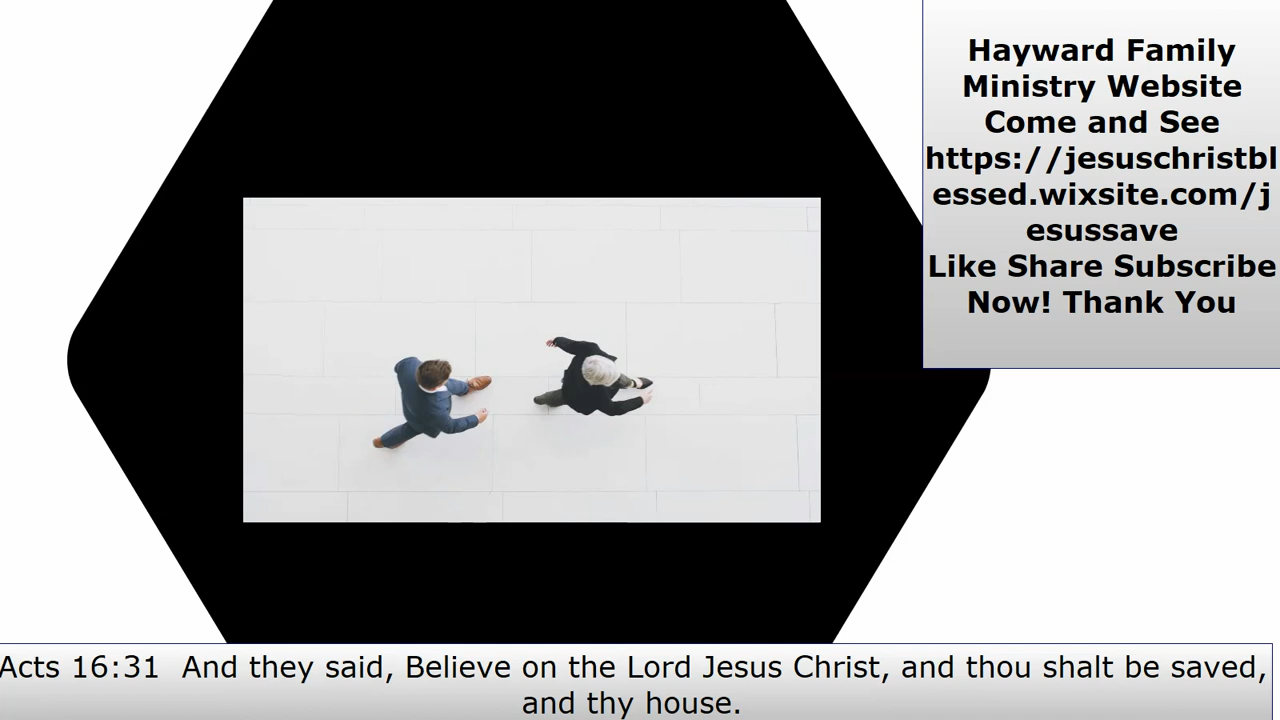 Hayward Family
Ministry Website
Come and See
https://jesuschristbl
essed.wixsite.com/j
esussave
Like Share Subscribe
Now! Thank You
Acts 16:31  And they said, Believe on the Lord Jesus Christ, and thou shalt be saved,
and thy house.